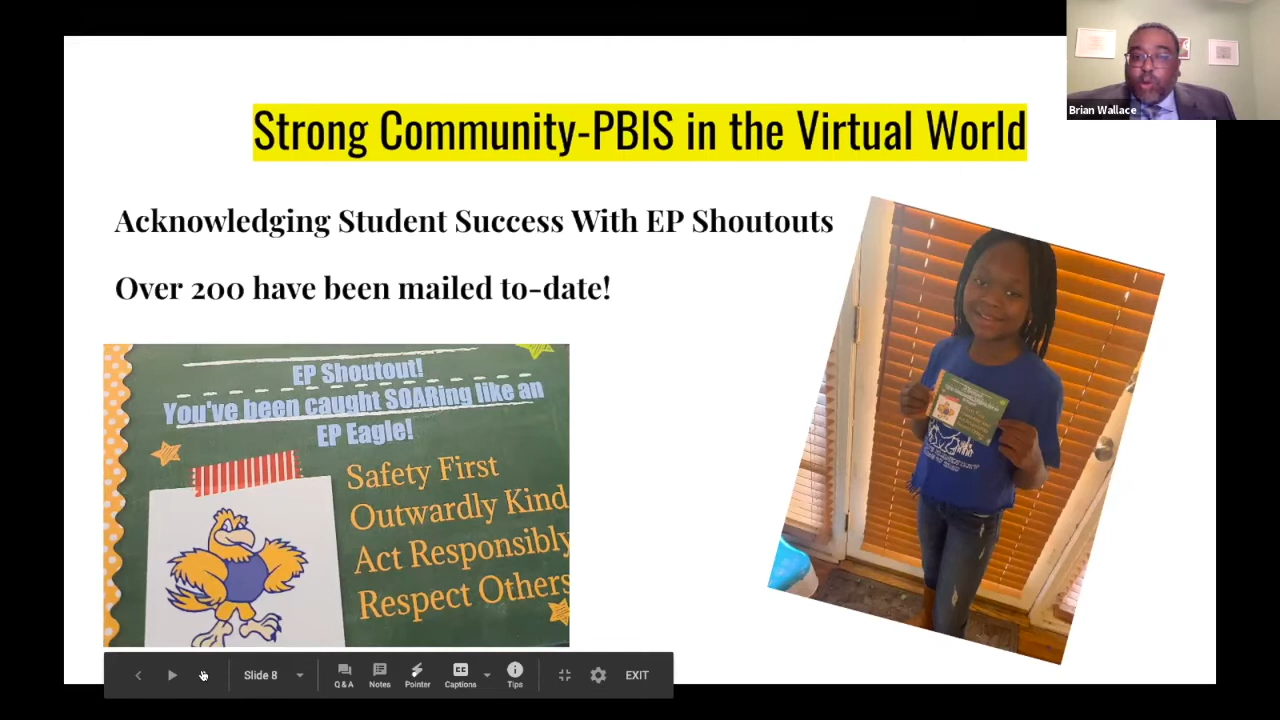 Brian Wallace
Strong Community-PBIS in the Virtual World
Acknowledging Student Success With EP Shoutouts
Over 200 have been mailed to-date!
EP Shoutout!
You've been caught SOARing like an
EP Eagle!
Safety First
Outwardly Kind
Act Responsibly
Respect Others
Slide 8
Q & A
Notes
Pointer
CC
Captions
Tips
EXIT